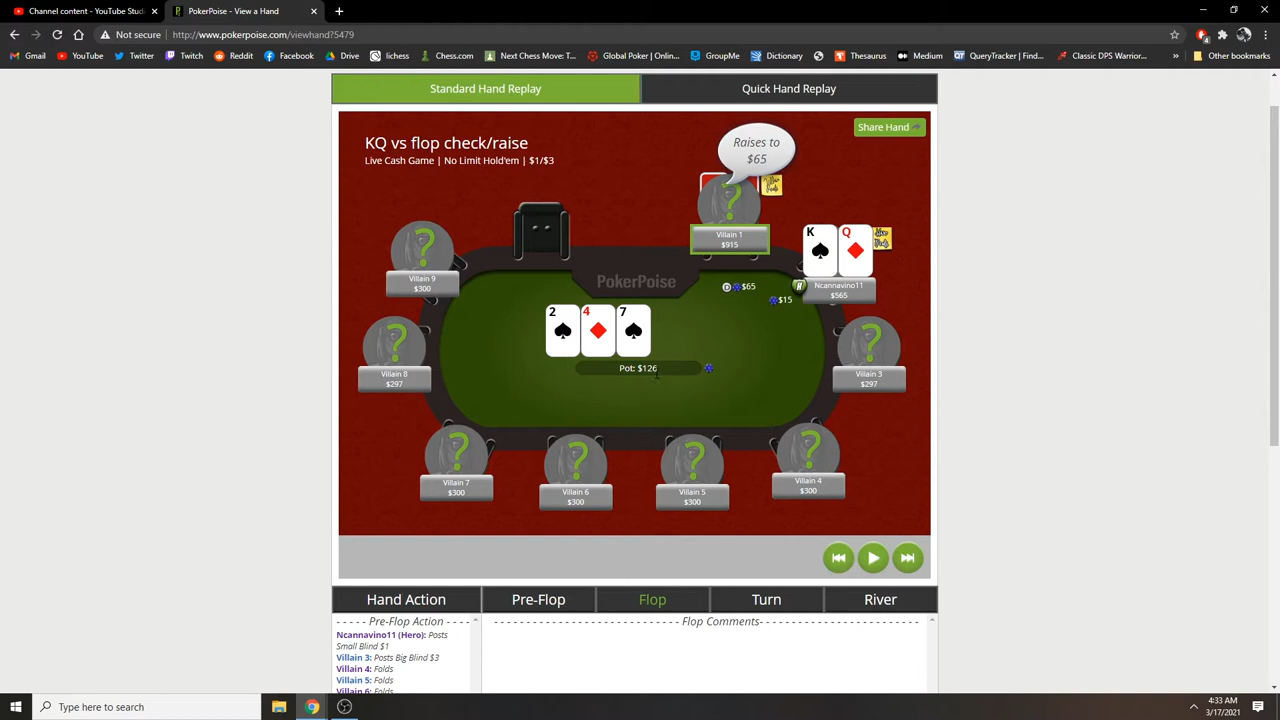 Content channel - YouTube Studi
PokerPoise - View a Hand
Not secure | http://www.pokerpoise.com/viewhand?5479
Gmail
YouTube
Twitter
Twitch
Reddit
Facebook
Drive
lichess
Chess.com
Next Chess Move: T...
Global Poker | Onlin...
GroupMe
Dictionary
Thesaurus
Medium
QueryTracker | Fin...
Classic DPS Warrior...
Other bookmarks
Standard Hand Replay
Quick Hand Replay
KQ vs flop check/raise
Live Cash Game | No Limit Hold'em | $1/$3
Share Hand
Raises to
$65
Villain 1
$915
K
Q
Ncannavino11
$565
PokerPoise
D
$65
$15
Villain 9
$300
2
4
7
Pot: $126
Villain 8
$297
Villain 3
$297
Villain 7
$300
Villain 6
$300
Villain 5
$300
Villain 4
$300
Hand Action
Pre-Flop
Flop
Turn
River
- - - - - Pre-Flop Action - - - -
Ncannavino11 (Hero): Posts
Small Blind $1
Villain 3: Posts Big Blind $3
Villain 4: Folds
Villain 5: Folds
Villain 6: Folds
- - - - - - - - - - - - - - - - - - - - - - - - - - - Flop Comments- - - - - - - - - - - - - - - - - - - - - - - -
Type here to search
4:33 AM
3/17/2021